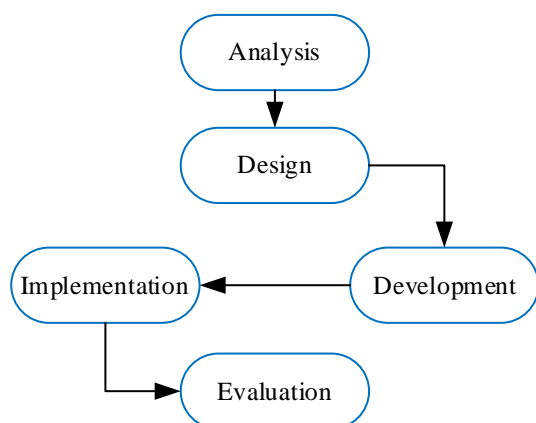 Analysis
Design
Development
Implementation
Evaluation